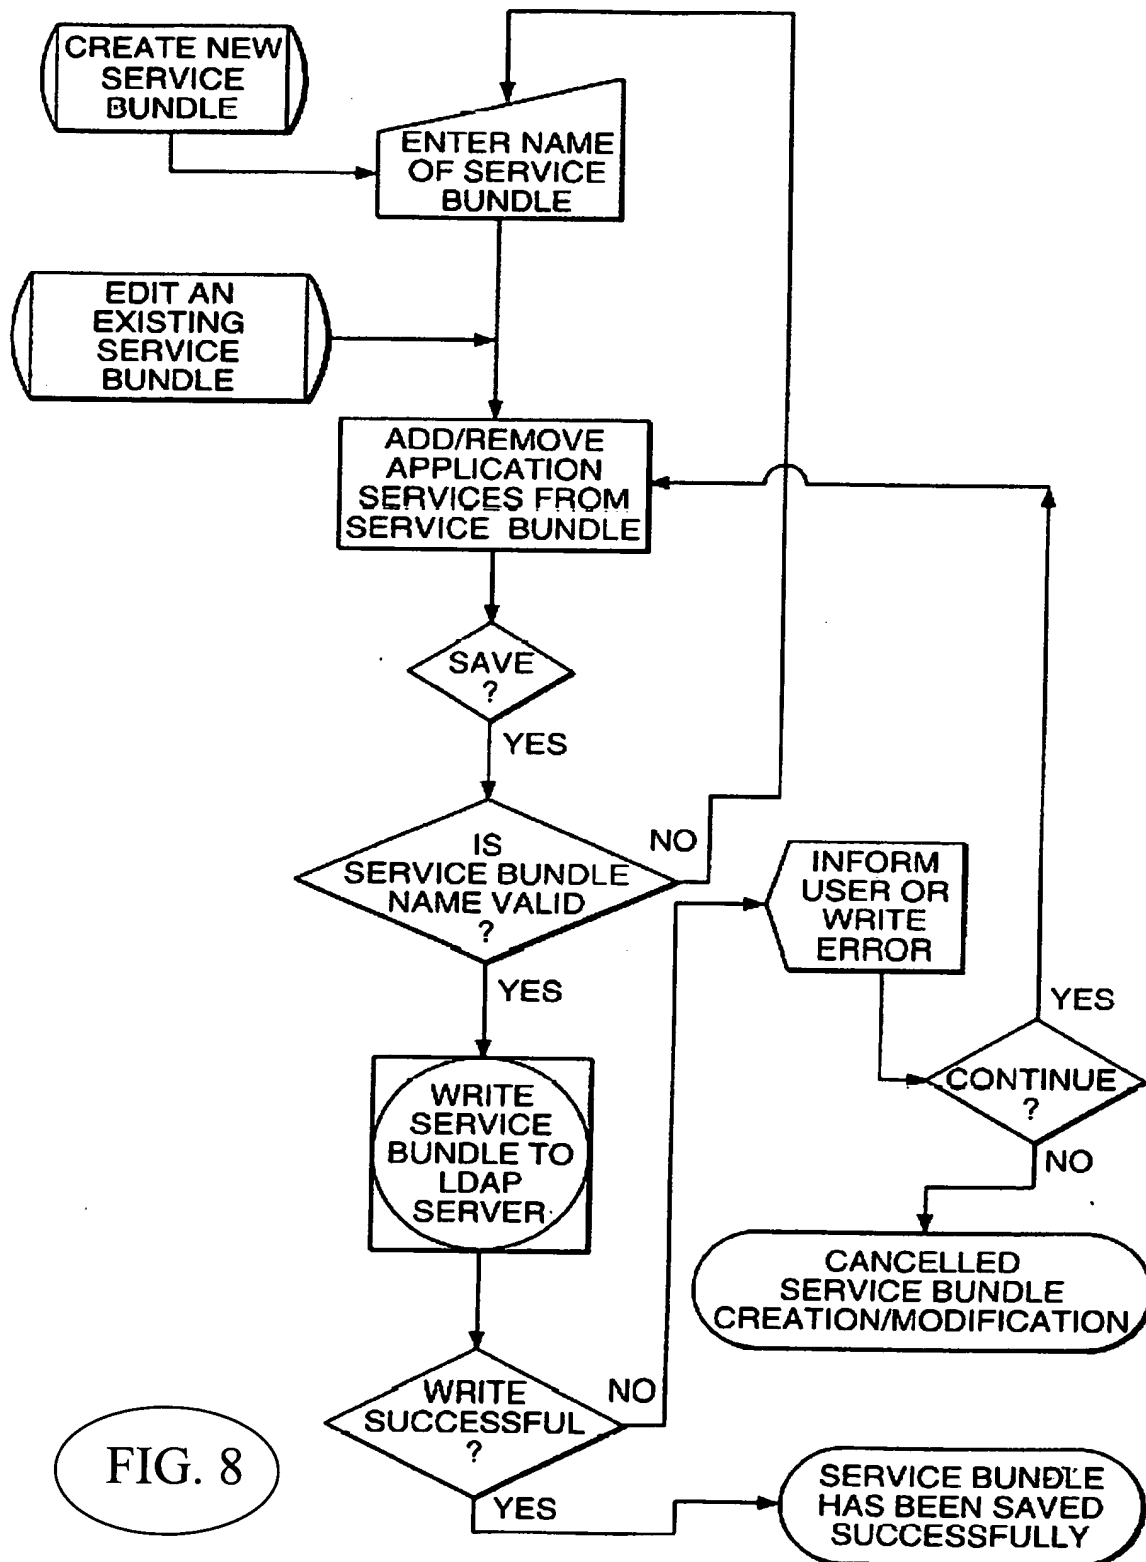 CREATE NEW
SERVICE
BUNDLE
ENTER NAME
OF SERVICE
BUNDLE
EDIT AN
EXISTING
SERVICE
BUNDLE
ADD/REMOVE
APPLICATION
SERVICES FROM
SERVICE BUNDLE
SAVE
?
YES
IS
SERVICE BUNDLE
NAME VALID
?
NO
YES
INFORM
USER OR
WRITE
ERROR
YES
CONTINUE
?
NO
WRITE
SERVICE
BUNDLE TO
LDAP
SERVER
CANCELLED
SERVICE BUNDLE
CREATION/MODIFICATION
WRITE
SUCCESSFUL
?
NO
YES
SERVICE BUNDLE
HAS BEEN SAVED
SUCCESSFULLY
FIG. 8